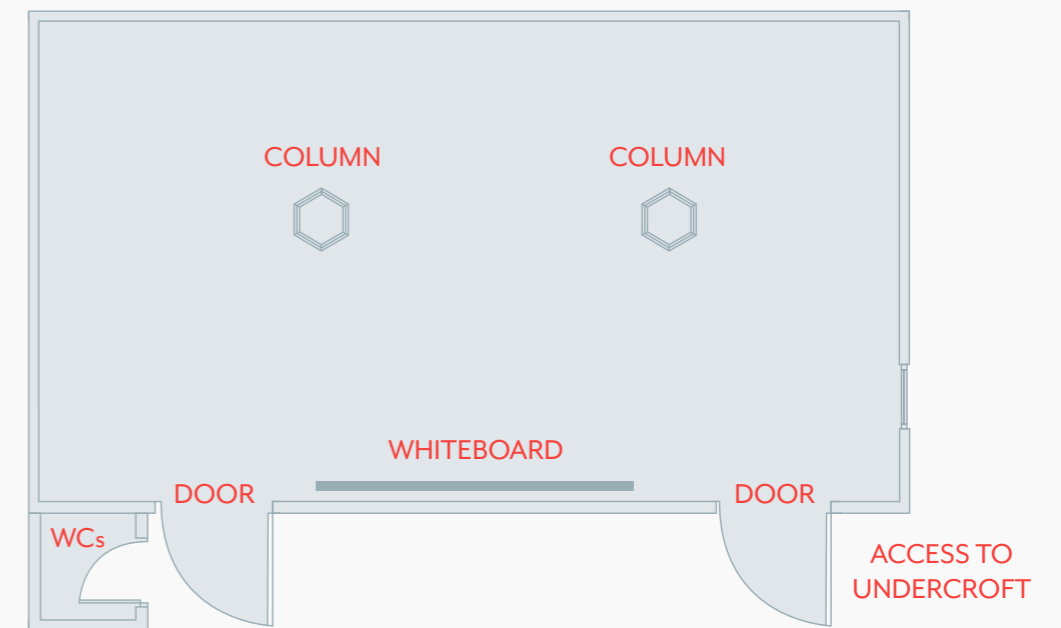 COLUMN
COLUMN
WHITEBOARD
DOOR
DOOR
WCs
ACCESS TO
UNDERCROFT